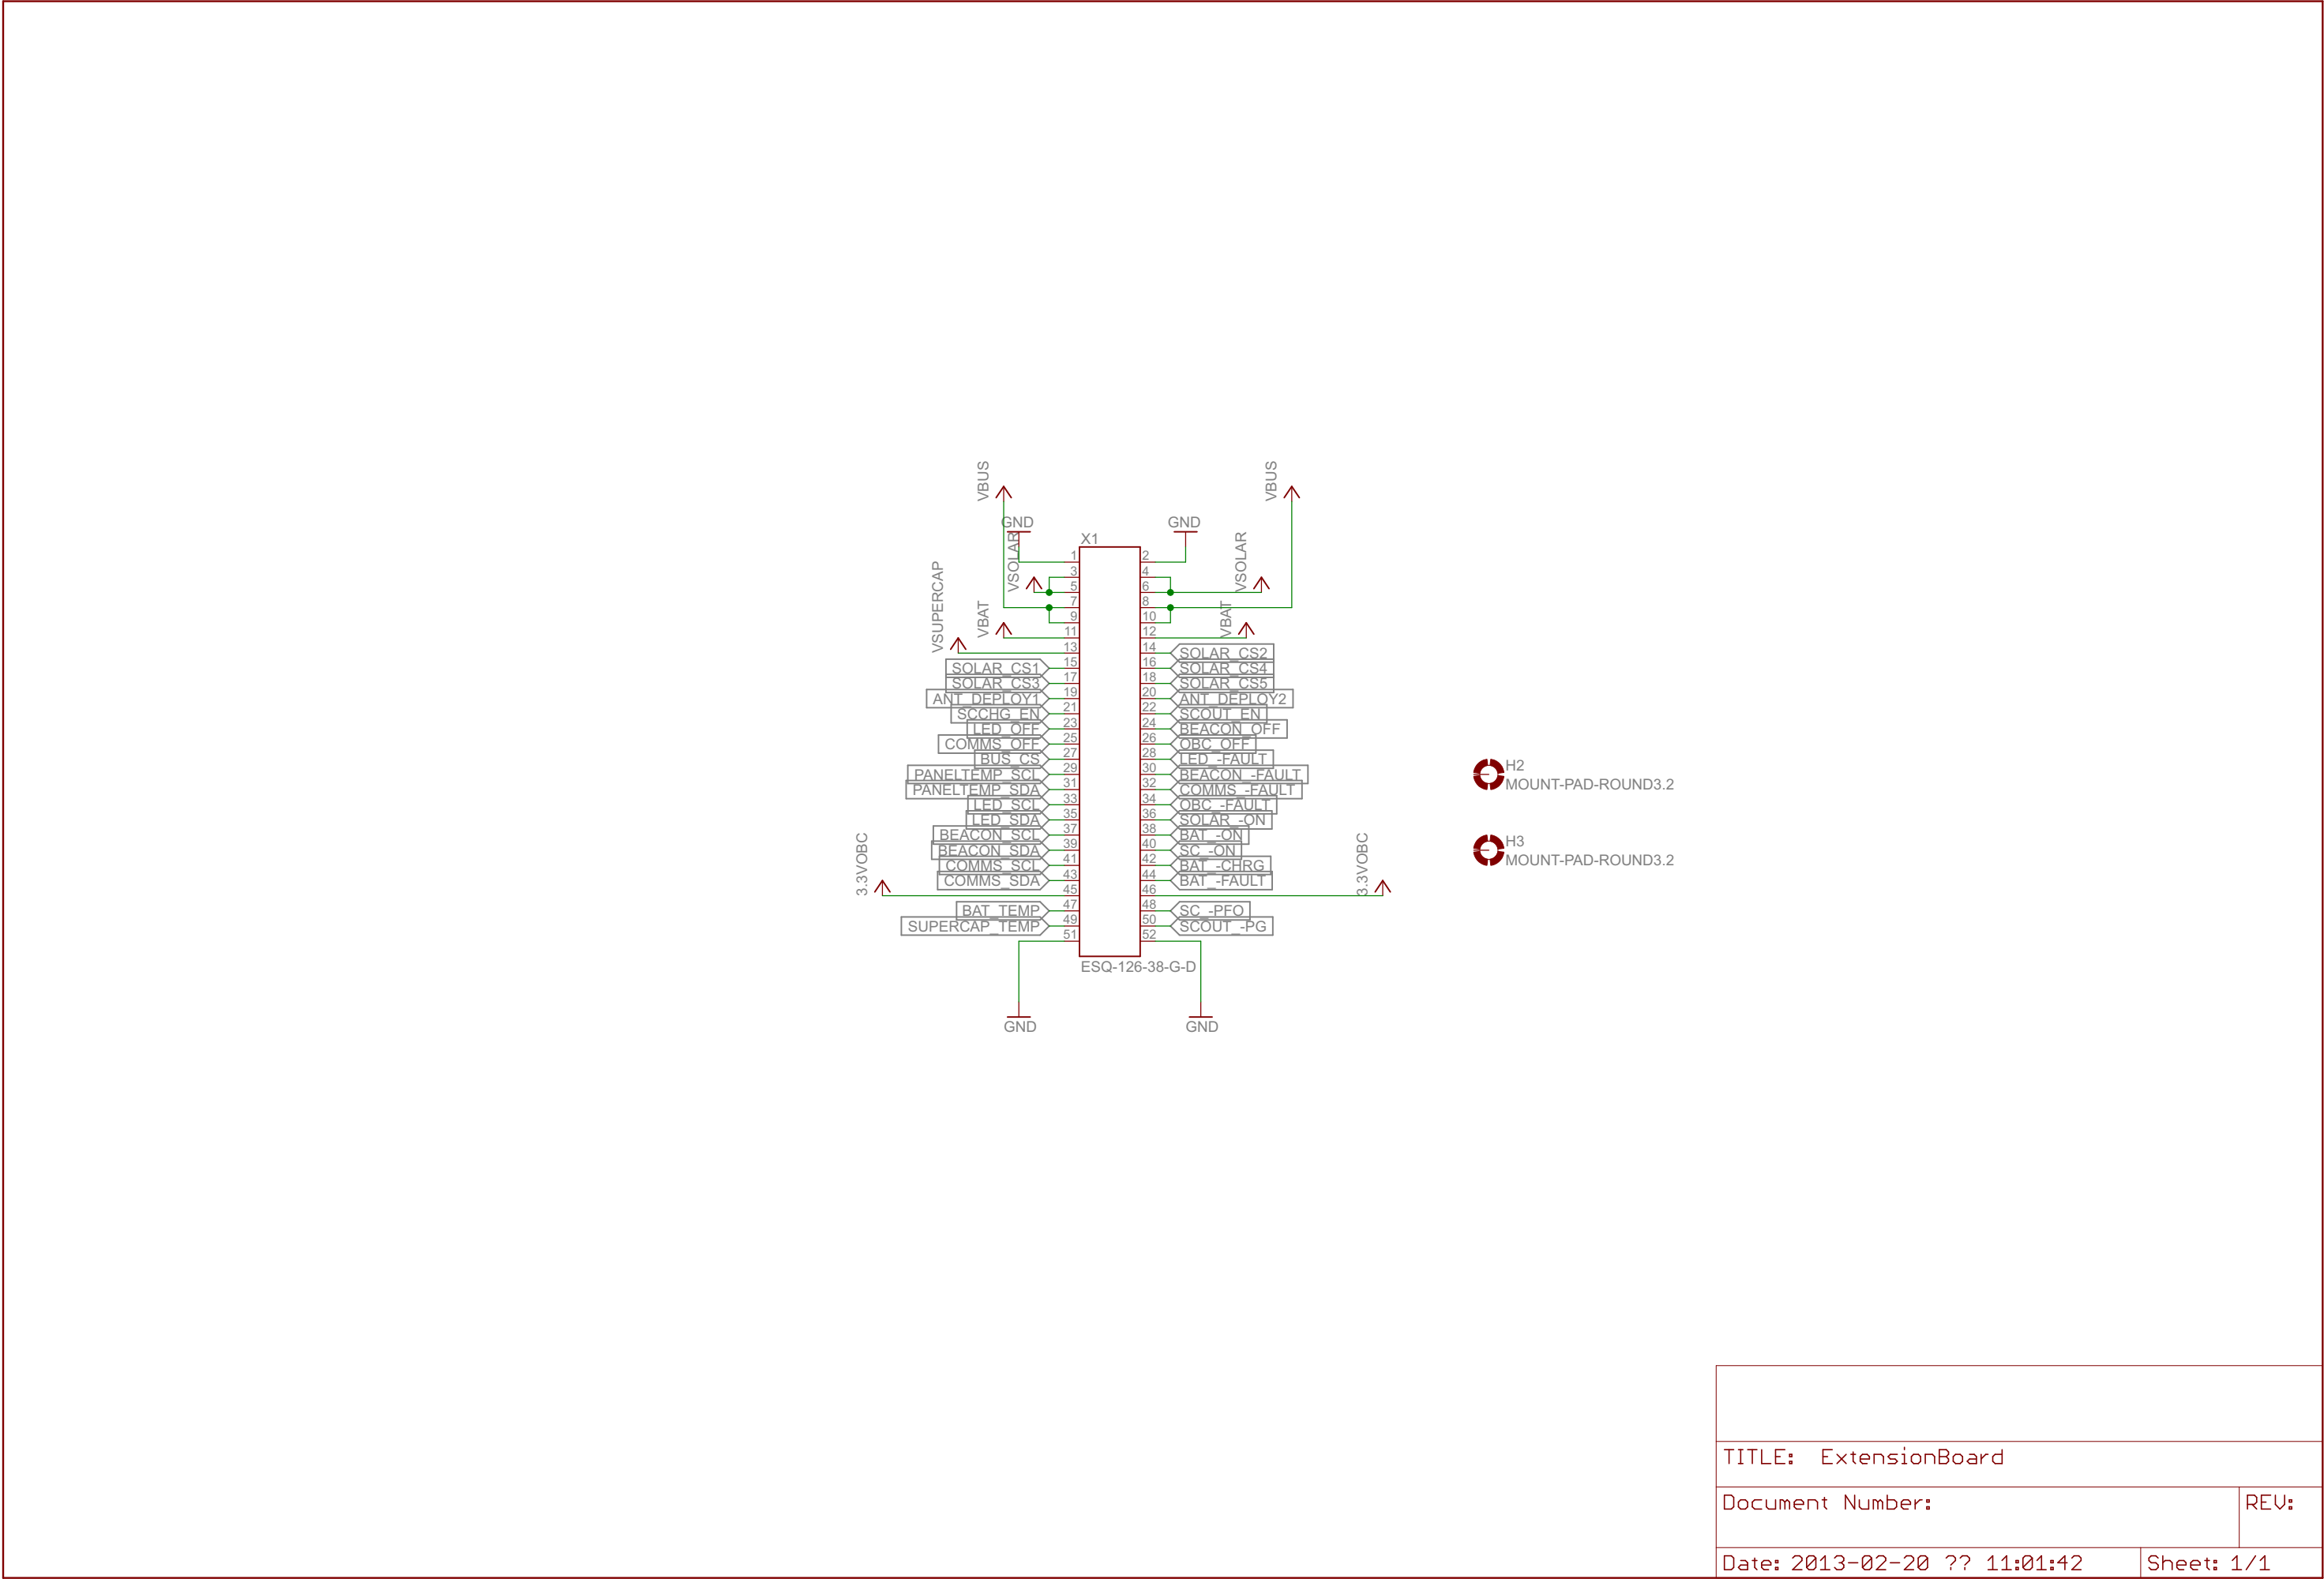 VBUS
VBUS
GND
GND
VSOLAR
VSOLAR
X1
1 2
3 4
5 6
7 8
9 10
VSUPERCAP
VBAT
VBAT
11 12
13 14 SOLAR_CS2
SOLAR_CS1 15 16 SOLAR_CS4
SOLAR_CS3 17 18 SOLAR_CS5
ANT_DEPLOY1 19 20 ANT_DEPLOY2
SCCHG_EN 21 22 SCOUT_EN
LED_OFF 23 24 BEACON_OFF
COMMS_OFF 25 26 OBC_OFF
BUS_CS 27 28 LED_-FAULT
PANELTEMP_SCL 29 30 BEACON_-FAULT
PANELTEMP_SDA 31 32 COMMS_-FAULT
LED_SCL 33 34 OBC_-FAULT
LED_SDA 35 36 SOLAR_-ON
BEACON_SCL 37 38 BAT_-ON
BEACON_SDA 39 40 SC_-ON
COMMS_SCL 41 42 BAT_-CHRG
COMMS_SDA 43 44 BAT_-FAULT
3.3VOBC 45 46 3.3VOBC
BAT_TEMP 47 48 SC_-PFO
SUPERCAP_TEMP 49 50 SCOUT_-PG
51 52
ESQ-126-38-G-D
GND
GND
H2
MOUNT-PAD-ROUND3.2
H3
MOUNT-PAD-ROUND3.2
TITLE: ExtensionBoard
Document Number:
REV:
Date: 2013-02-20 ?? 11:01:42
Sheet: 1/1